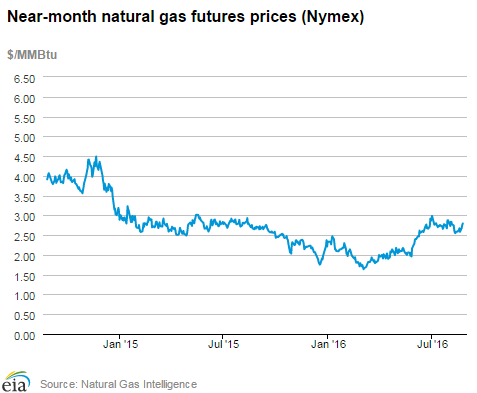 Near-month natural gas futures prices (Nymex)
$/MMBtu
6.50
6.00
5.50
5.00
4.50
4.00
3.50
3.00
2.50
2.00
1.50
1.00
0.50
0.00
Jan '15
Jul '15
Jan '16
Jul '16
eia
Source: Natural Gas Intelligence